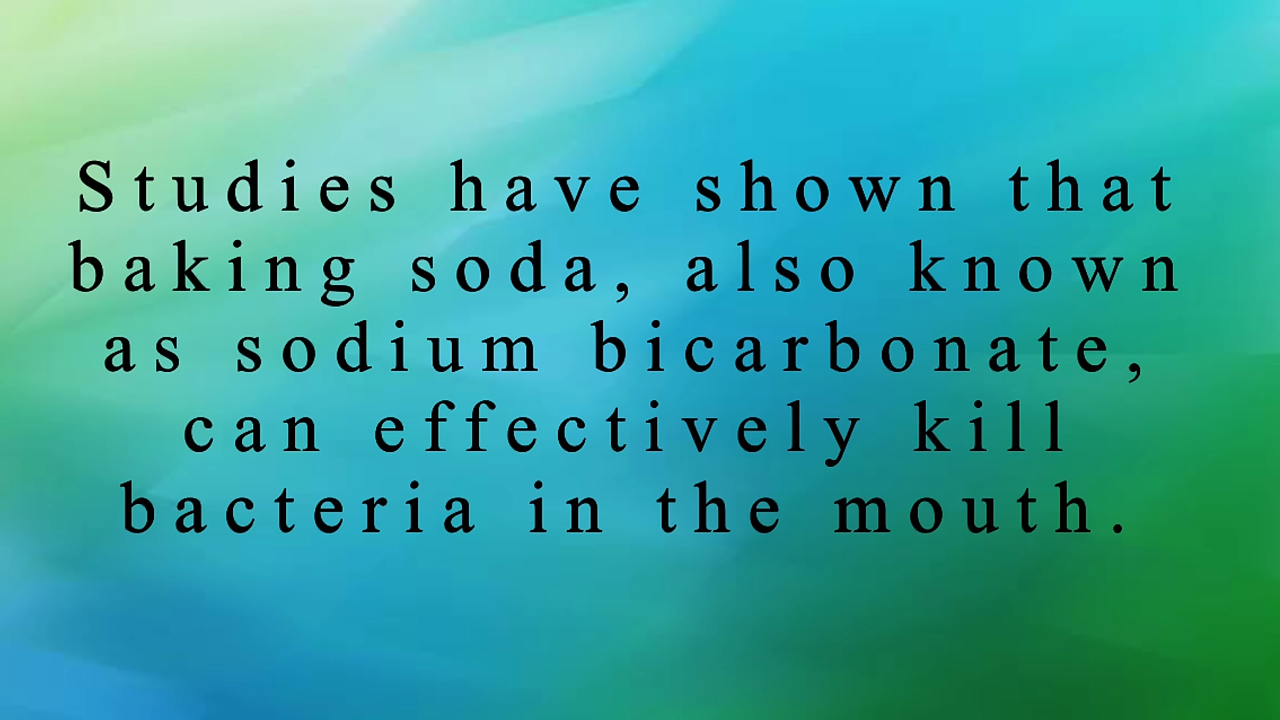 Studies have shown that
baking soda, also known
as sodium bicarbonate,
can effectively kill
bacteria in the mouth.